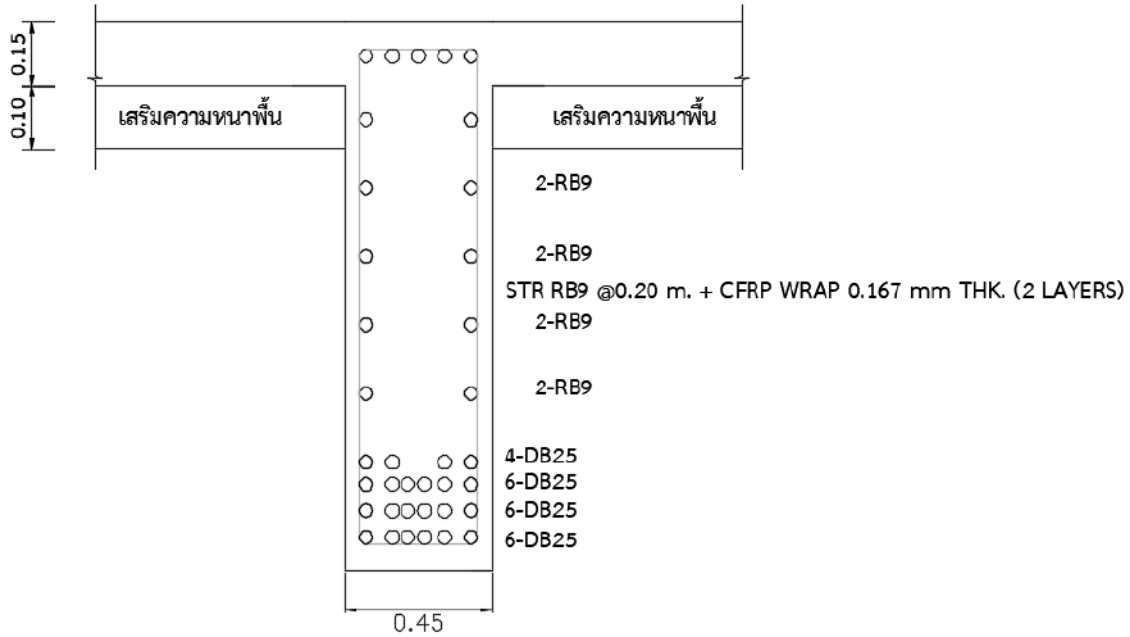 0.15
0.10
เสริมความหนาพื้น
เสริมความหนาพื้น
2-RB9
2-RB9
STR RB9 @0.20 m. + CFRP WRAP 0.167 mm THK. (2 LAYERS)
2-RB9
2-RB9
4-DB25
6-DB25
6-DB25
6-DB25
0.45